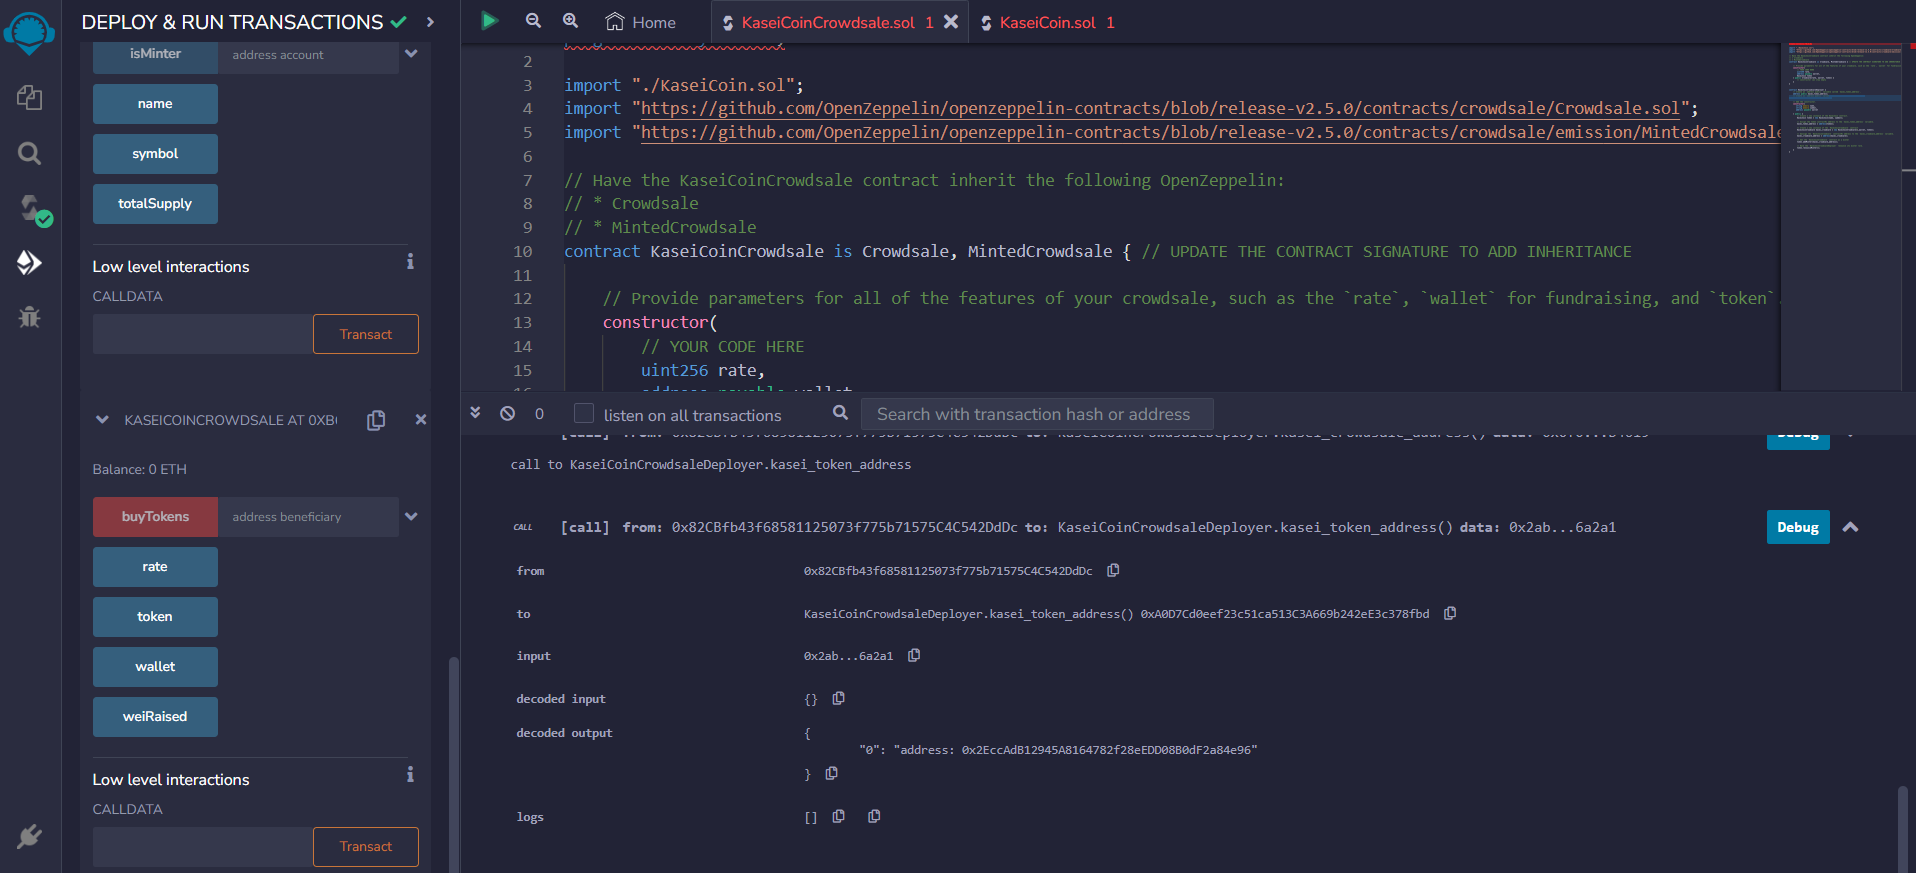 DEPLOY & RUN TRANSACTIONS
isMinter address account
name
symbol
totalSupply
Low level interactions
CALLDATA
Transact
KASEICOINCROWDSALE AT 0XB
Balance: 0 ETH
buyTokens address beneficiary
rate
token
wallet
weiRaised
Low level interactions
CALLDATA
Transact
Home KaseiCoinCrowdsale.sol 1 KaseiCoin.sol 1
2
3 import "./KaseiCoin.sol";
4 import "https://github.com/OpenZeppelin/openzeppelin-contracts/blob/release-v2.5.0/contracts/crowdsale/Crowdsale.sol";
5 import "https://github.com/OpenZeppelin/openzeppelin-contracts/blob/release-v2.5.0/contracts/crowdsale/emission/MintedCrowdsale
6
7 // Have the KaseiCoinCrowdsale contract inherit the following OpenZeppelin:
8 // * Crowdsale
9 // * MintedCrowdsale
10 contract KaseiCoinCrowdsale is Crowdsale, MintedCrowdsale { // UPDATE THE CONTRACT SIGNATURE TO ADD INHERITANCE
11
12 // Provide parameters for all of the features of your crowdsale, such as the `rate`, `wallet` for fundraising, and `token`.
13 constructor(
14 // YOUR CODE HERE
15 uint256 rate,
0 listen on all transactions Search with transaction hash or address
call to KaseiCoinCrowdsaleDeployer.kasei_token_address
CALL [call] from: 0x82CBfb43f68581125073f775b71575C4C542DdDc to: KaseiCoinCrowdsaleDeployer.kasei_token_address() data: 0x2ab...6a2a1 Debug
from 0x82CBfb43f68581125073f775b71575C4C542DdDc
to KaseiCoinCrowdsaleDeployer.kasei_token_address() 0xA0D7Cd0eef23c51ca513C3A669b242eE3c378fbd
input 0x2ab...6a2a1
decoded input {}
decoded output {
"0": "address: 0x2EccAdB12945A8164782f28eEDD08B0dF2a84e96"
}
logs []